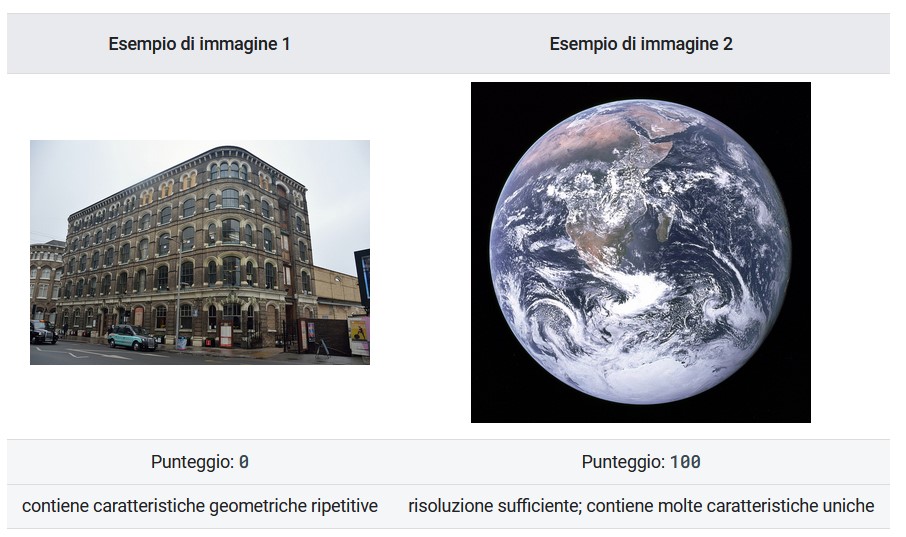 Esempio di immagine 1
Esempio di immagine 2
Punteggio: 0
Punteggio: 100
contiene caratteristiche geometriche ripetitive
risoluzione sufficiente; contiene molte caratteristiche uniche